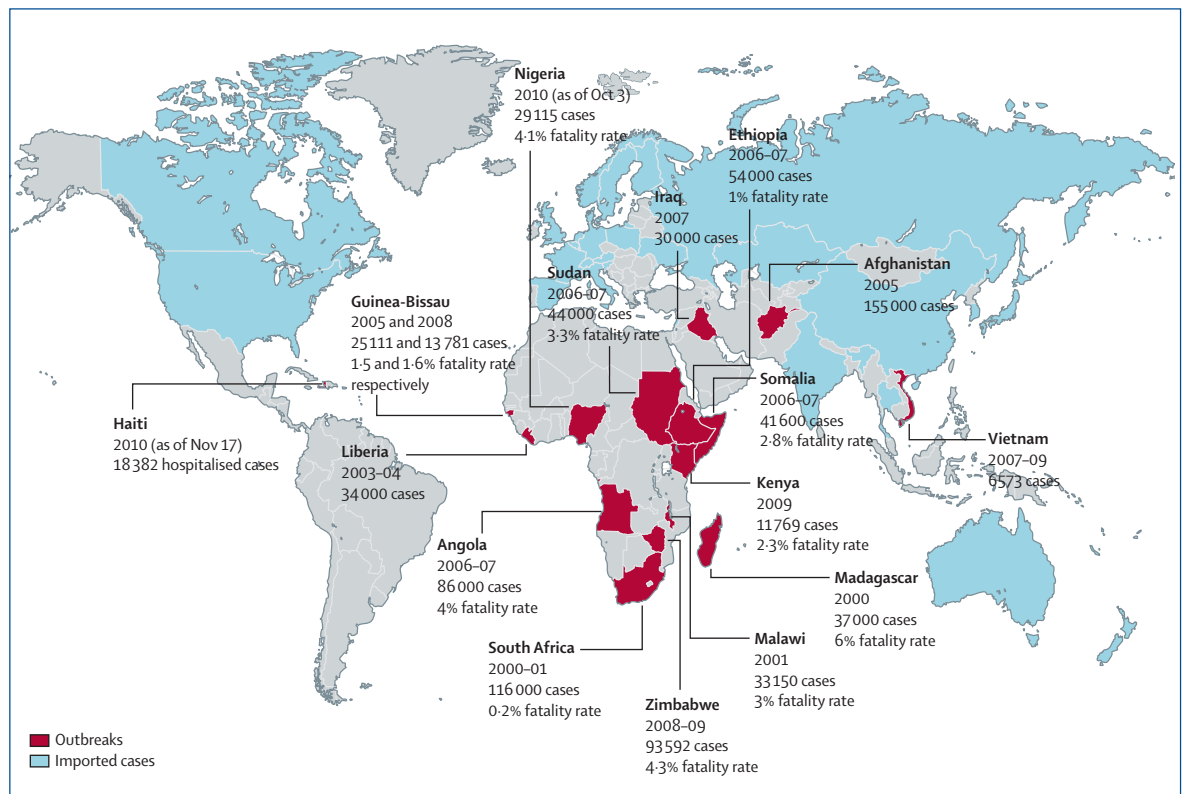 Nigeria
2010 (as of Oct 3)
29 115 cases
4·1% fatality rate
Ethiopia
2006–07
54 000 cases
1% fatality rate
Iraq
2007
30 000 cases
Sudan
2006–07
44 000 cases
3·3% fatality rate
Afghanistan
2005
155 000 cases
Guinea-Bissau
2005 and 2008
25 111 and 13 781 cases
1·5 and 1·6% fatality rate
respectively
Haiti
2010 (as of Nov 17)
18 382 hospitalised cases
Liberia
2003–04
34 000 cases
Somalia
2006–07
41 600 cases
2·8% fatality rate
Vietnam
2007–09
6573 cases
Kenya
2009
11 769 cases
2·3% fatality rate
Angola
2006–07
86 000 cases
4% fatality rate
Madagascar
2000
37 000 cases
6% fatality rate
South Africa
2000–01
116 000 cases
0·2% fatality rate
Malawi
2001
33 150 cases
3% fatality rate
Zimbabwe
2008–09
93 592 cases
4·3% fatality rate
Outbreaks
Imported cases